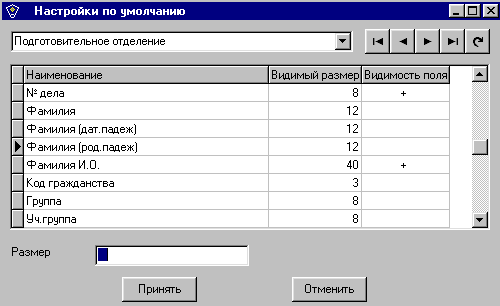 Настройки по умолчанию
Подготовительное отделение
Наименование Видимый размер Видимость поля
№ дела 8 +
Фамилия 12
Фамилия (дат.падеж) 12
Фамилия (род.падеж) 12
Фамилия И.О. 40 +
Код гражданства 3
Группа 8
Уч.группа 8
Размер
Принять Отменить